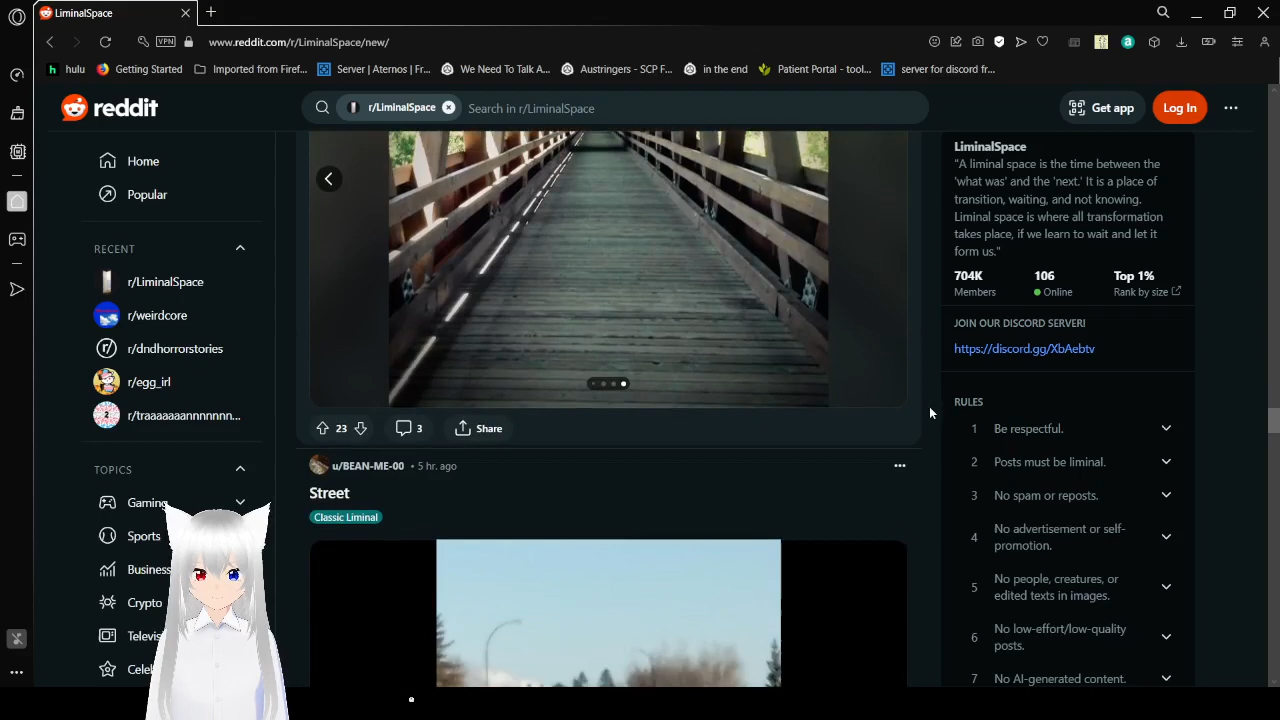 LiminalSpace
VPN
www.reddit.com/r/LiminalSpace/new/
hulu
Getting Started
Imported from Firef...
Server | Aternos | Fr...
We Need To Talk A...
Austringers - SCP F...
in the end
Patient Portal - tool...
server for discord fr...
reddit
r/LiminalSpace
Search in r/LiminalSpace
Get app
Log In
Home
Popular
RECENT
r/LiminalSpace
r/weirdcore
r/dndhorrorstories
r/egg_irl
r/traaaaaaannnnnnn...
TOPICS
Gaming
Sports
Business
Crypto
Televi
Celeb
23
3
Share
u/BEAN-ME-00 • 5 hr. ago
Street
Classic Liminal
LiminalSpace
"A liminal space is the time between the
'what was' and the 'next.' It is a place of
transition, waiting, and not knowing.
Liminal space is where all transformation
takes place, if we learn to wait and let it
form us."
704K
106
Top 1%
Members
Online
Rank by size
JOIN OUR DISCORD SERVER!
https://discord.gg/XbAebtv
RULES
1 Be respectful.
2 Posts must be liminal.
3 No spam or reposts.
4 No advertisement or self-
promotion.
5 No people, creatures, or
edited texts in images.
6 No low-effort/low-quality
posts.
7 No AI-generated content.